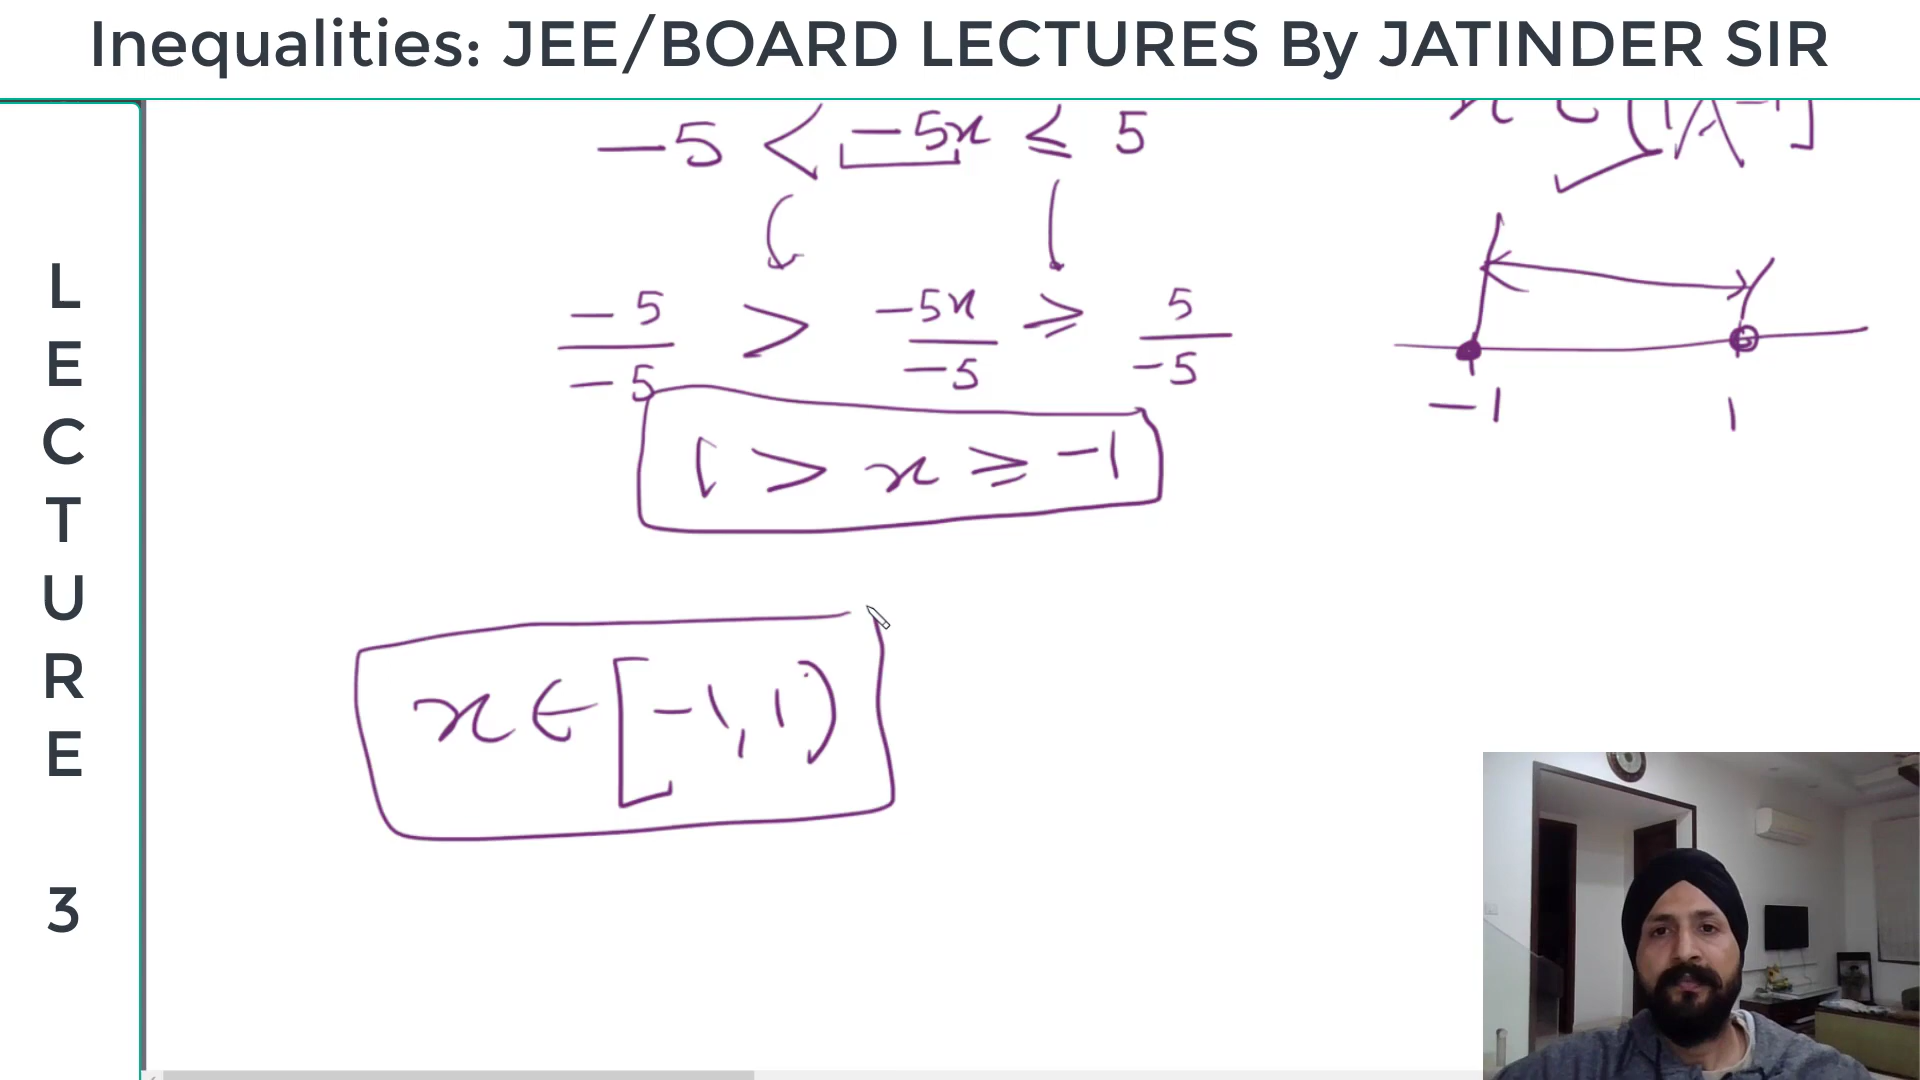 Inequalities: JEE/BOARD LECTURES By JATINDER SIR
LECTURE 3
-5 < -5x ≤ 5
-5/-5 > -5x/-5 ≥ 5/-5
1 > x ≥ -1
x ∈ [-1,1)
-1 1